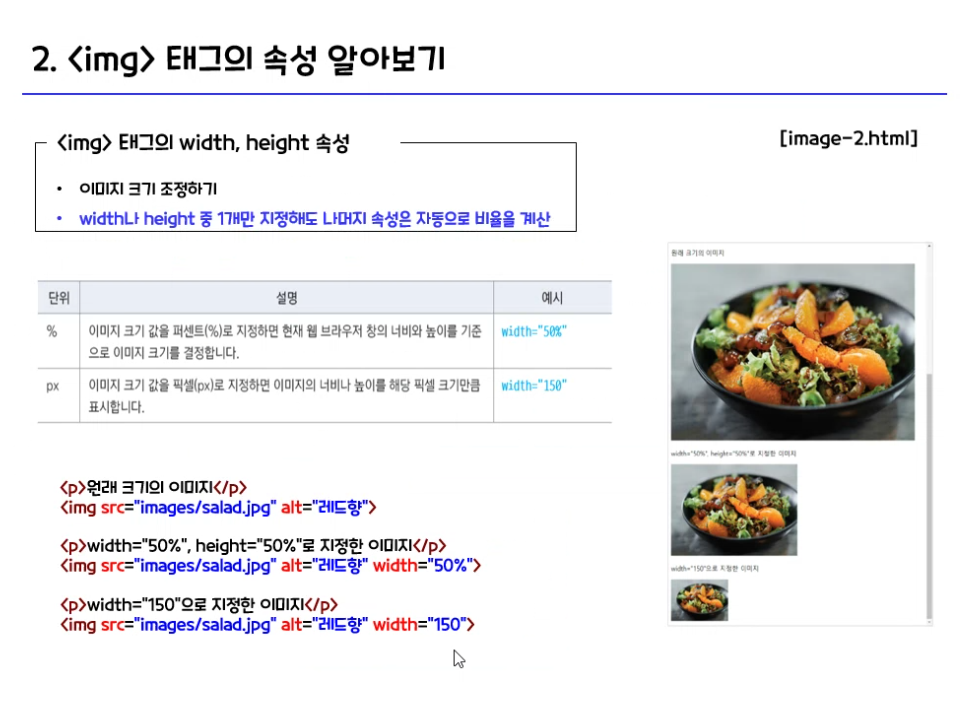 2. <img> 태그의 속성 알아보기
<img> 태그의 width, height 속성
[image-2.html]
• 이미지 크기 조정하기
• width나 height 중 1개만 지정해도 나머지 속성은 자동으로 비율을 계산
단위 설명 예시
% 이미지 크기 값을 퍼센트(%)로 지정하면 현재 웹 브라우저 창의 너비와 높이를 기준
으로 이미지 크기를 결정합니다.
width="50%"
px 이미지 크기 값을 픽셀(px)로 지정하면 이미지의 너비나 높이를 해당 픽셀 크기만큼
표시합니다.
width="150"
<p>원래 크기의 이미지</p>
<img src="images/salad.jpg" alt="레드향">
<p>width="50%", height="50%"로 지정한 이미지</p>
<img src="images/salad.jpg" alt="레드향" width="50%">
<p>width="150"으로 지정한 이미지</p>
<img src="images/salad.jpg" alt="레드향" width="150">
원래 크기의 이미지
width="50%", height="50%"로 지정한 이미지
width="150"으로 지정한 이미지